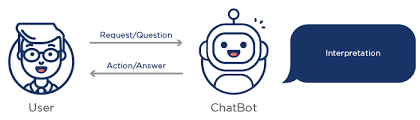 Request/Question
Action/Answer
Interpretation
User
ChatBot